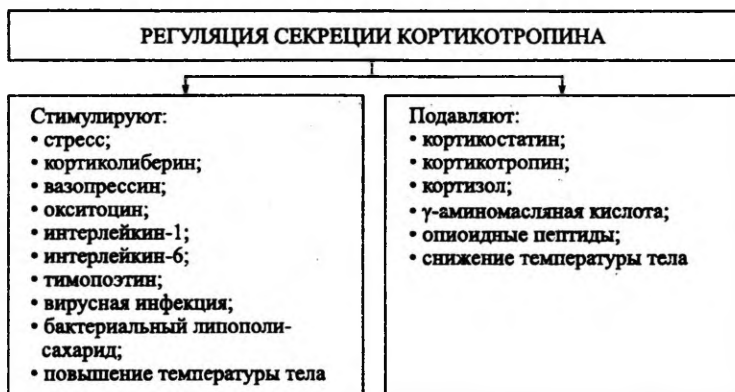 РЕГУЛЯЦИЯ СЕКРЕЦИИ КОРТИКОТРОПИНА
Стимулируют:
• стресс;
• кортиколиберин;
• вазопрессин;
• окситоцин;
• интерлейкин-1;
• интерлейкин-6;
• тимопоэтин;
• вирусная инфекция;
• бактериальный липополи-
сахарид;
• повышение температуры тела
Подавляют:
• кортикостатин;
• кортикотропин;
• кортизол;
• γ-аминомасляная кислота;
• опиоидные пептиды;
• снижение температуры тела